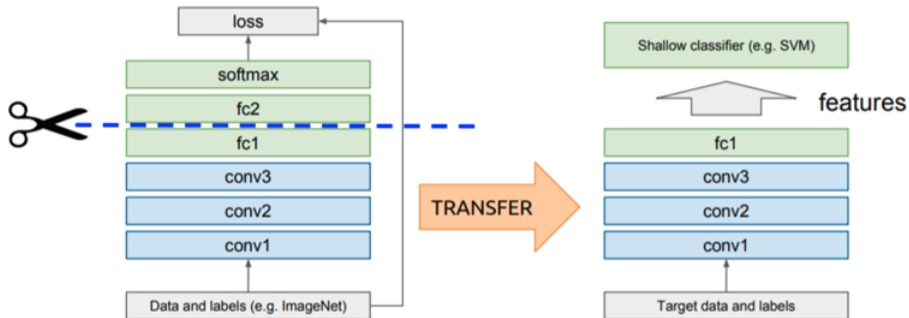 loss
softmax
fc2
fc1
conv3
conv2
conv1
Data and labels (e.g. ImageNet)
TRANSFER
Shallow classifier (e.g. SVM)
features
fc1
conv3
conv2
conv1
Target data and labels